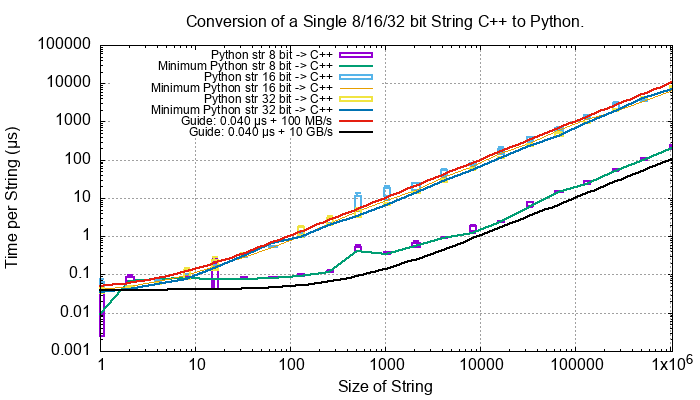 Conversion of a Single 8/16/32 bit String C++ to Python.
100000
10000
1000
100
10
1
0.1
0.01
0.001
Time per String (µs)
Python str 8 bit -> C++
Minimum Python str 8 bit -> C++
Python str 16 bit -> C++
Minimum Python str 16 bit -> C++
Python str 32 bit -> C++
Minimum Python str 32 bit -> C++
Guide: 0.040 µs + 100 MB/s
Guide: 0.040 µs + 10 GB/s
1 10 100 1000 10000 100000 1x10⁶
Size of String